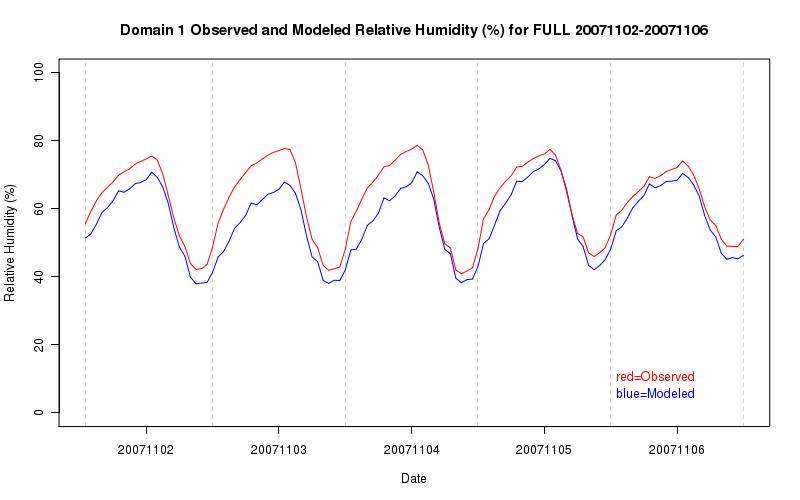 Domain 1 Observed and Modeled Relative Humidity (%) for FULL 20071102-20071106
Relative Humidity (%)
100
80
60
40
20
0
red=Observed
blue=Modeled
20071102 20071103 20071104 20071105 20071106
Date